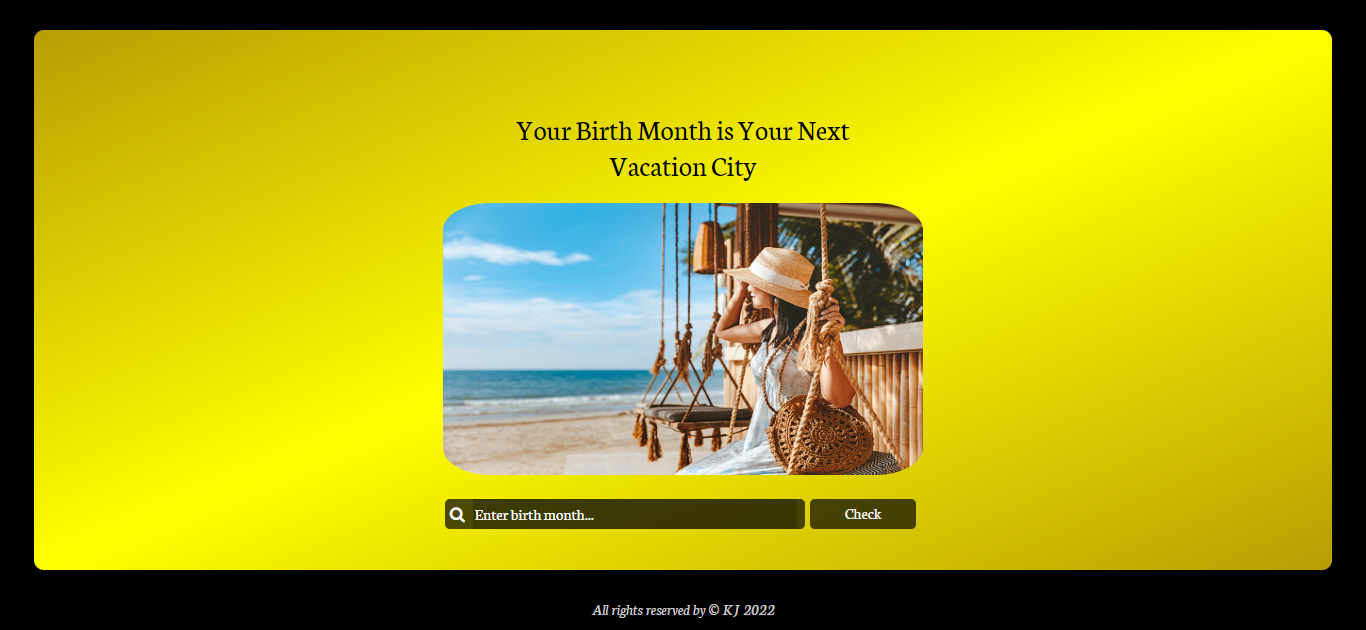 Your Birth Month is Your Next
Vacation City
Enter birth month...
Check
All rights reserved by © KJ 2022